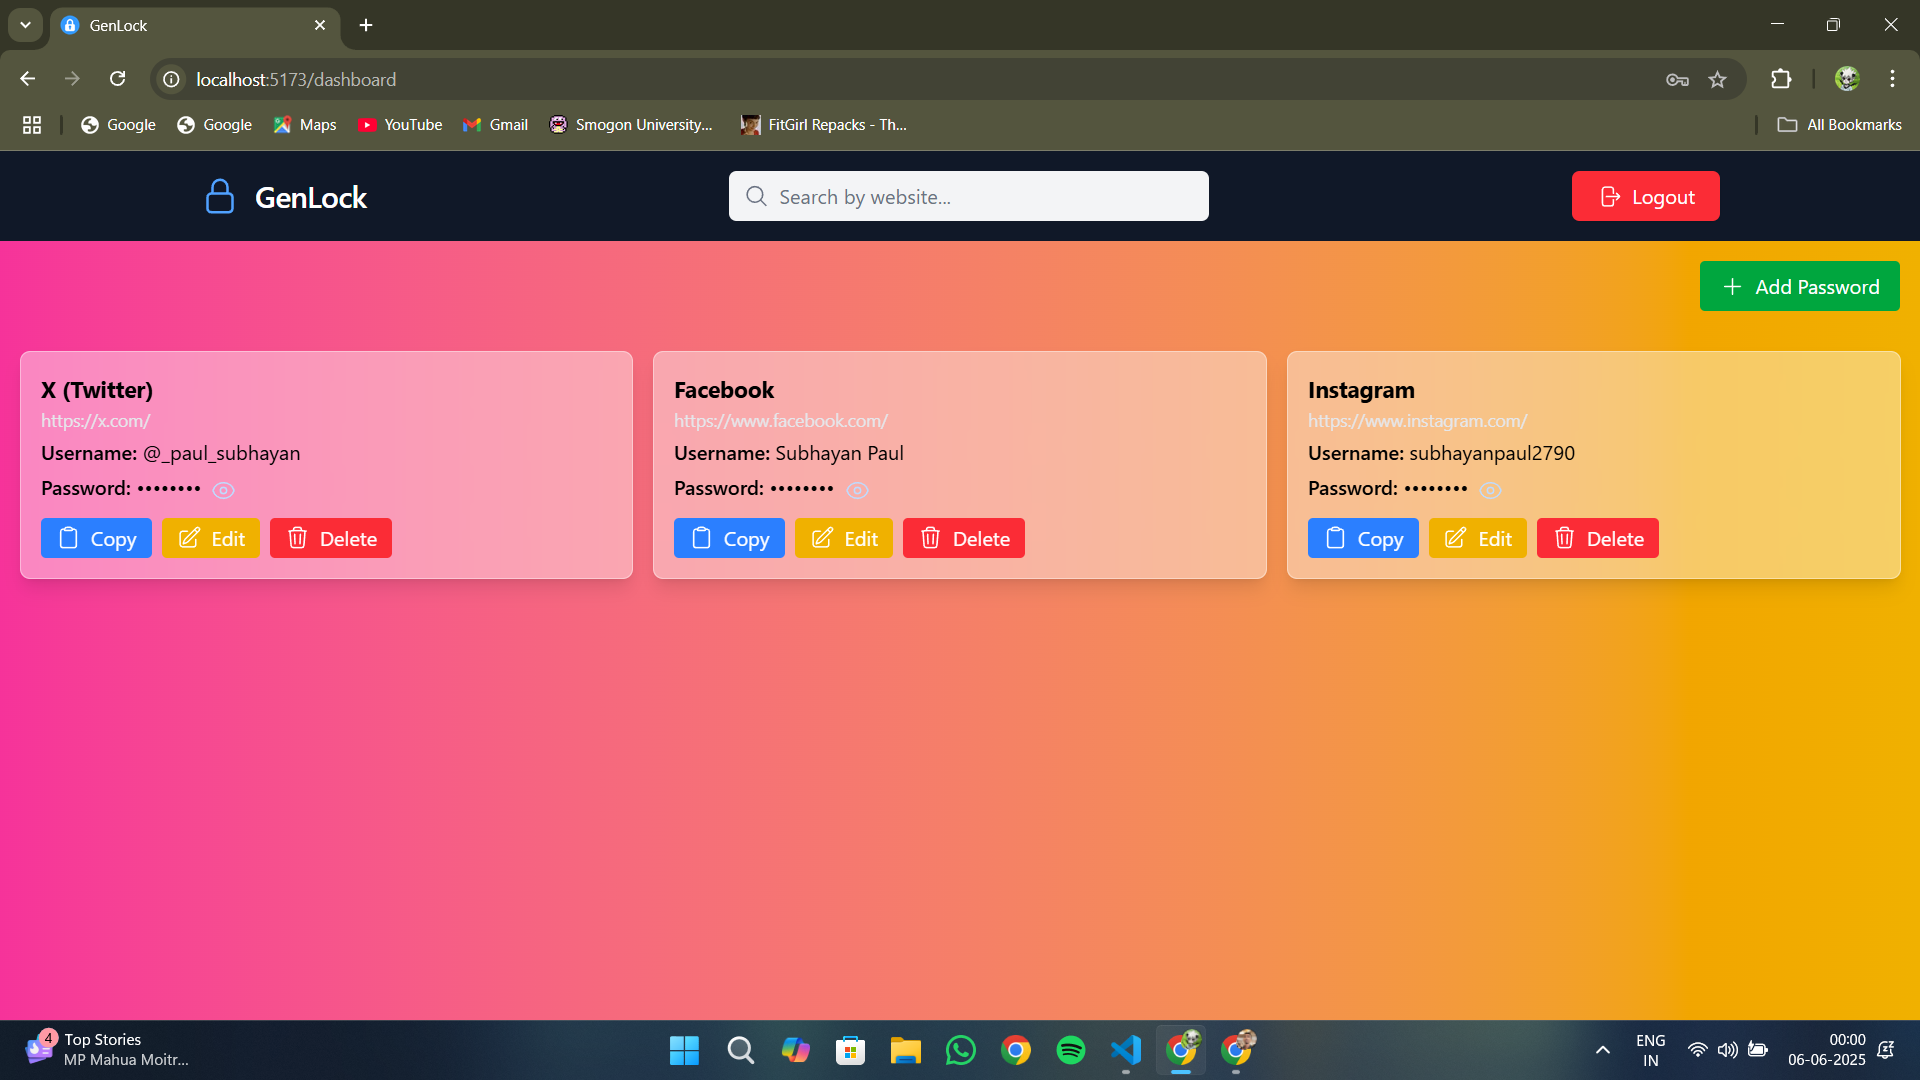 GenLock
localhost:5173/dashboard
Google
Google
Maps
YouTube
Gmail
Smogon University...
FitGirl Repacks - Th...
All Bookmarks
GenLock
Search by website...
Logout
Add Password
X (Twitter)
https://x.com/
Username: @_paul_subhayan
Password: ••••••••
Copy
Edit
Delete
Facebook
https://www.facebook.com/
Username: Subhayan Paul
Password: ••••••••
Copy
Edit
Delete
Instagram
https://www.instagram.com/
Username: subhayanpaul2790
Password: ••••••••
Copy
Edit
Delete
4
Top Stories
MP Mahua Moitr...
ENG
IN
00:00
06-06-2025